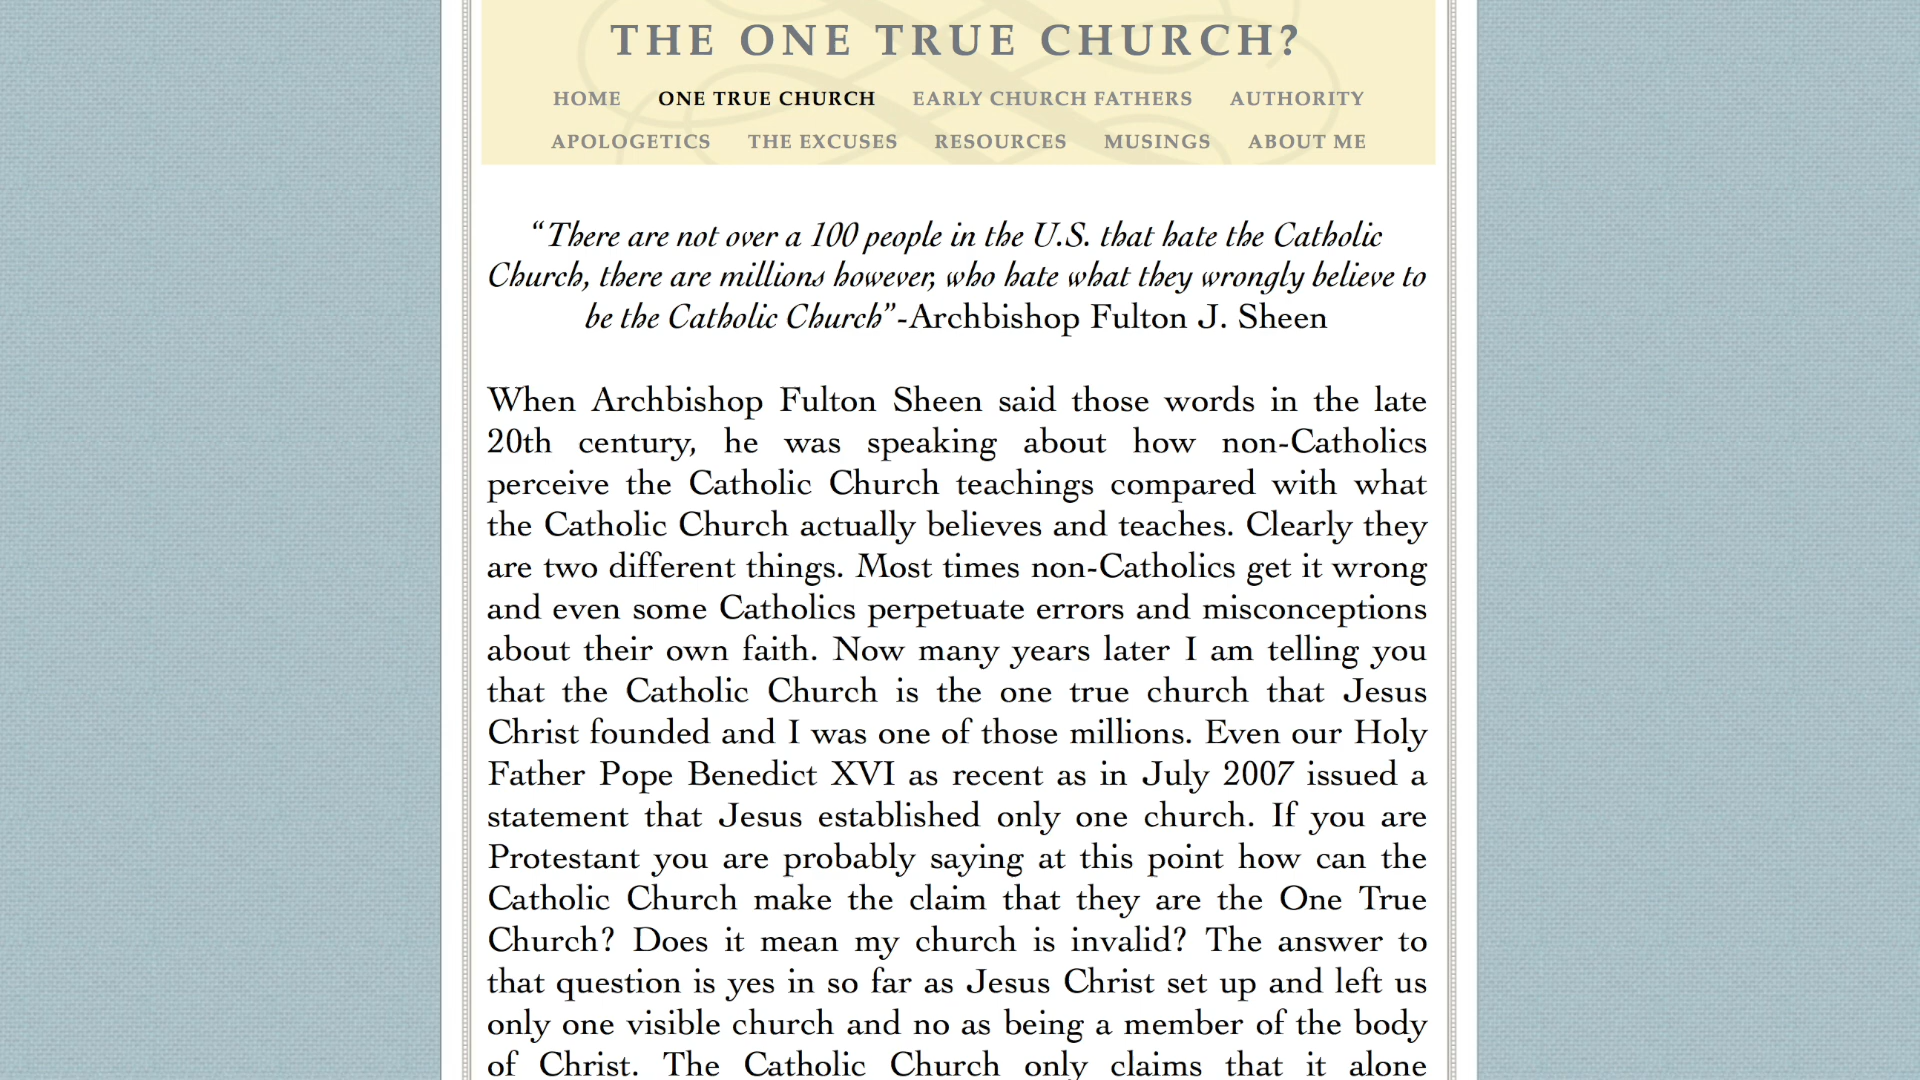 THE ONE TRUE CHURCH?
HOME ONE TRUE CHURCH EARLY CHURCH FATHERS AUTHORITY
APOLOGETICS THE EXCUSES RESOURCES MUSINGS ABOUT ME
“There are not over a 100 people in the U.S. that hate the Catholic
Church, there are millions however, who hate what they wrongly believe to
be the Catholic Church”-Archbishop Fulton J. Sheen
When Archbishop Fulton Sheen said those words in the late
20th century, he was speaking about how non-Catholics
perceive the Catholic Church teachings compared with what
the Catholic Church actually believes and teaches. Clearly they
are two different things. Most times non-Catholics get it wrong
and even some Catholics perpetuate errors and misconceptions
about their own faith. Now many years later I am telling you
that the Catholic Church is the one true church that Jesus
Christ founded and I was one of those millions. Even our Holy
Father Pope Benedict XVI as recent as in July 2007 issued a
statement that Jesus established only one church. If you are
Protestant you are probably saying at this point how can the
Catholic Church make the claim that they are the One True
Church? Does it mean my church is invalid? The answer to
that question is yes in so far as Jesus Christ set up and left us
only one visible church and no as being a member of the body
of Christ. The Catholic Church only claims that it alone